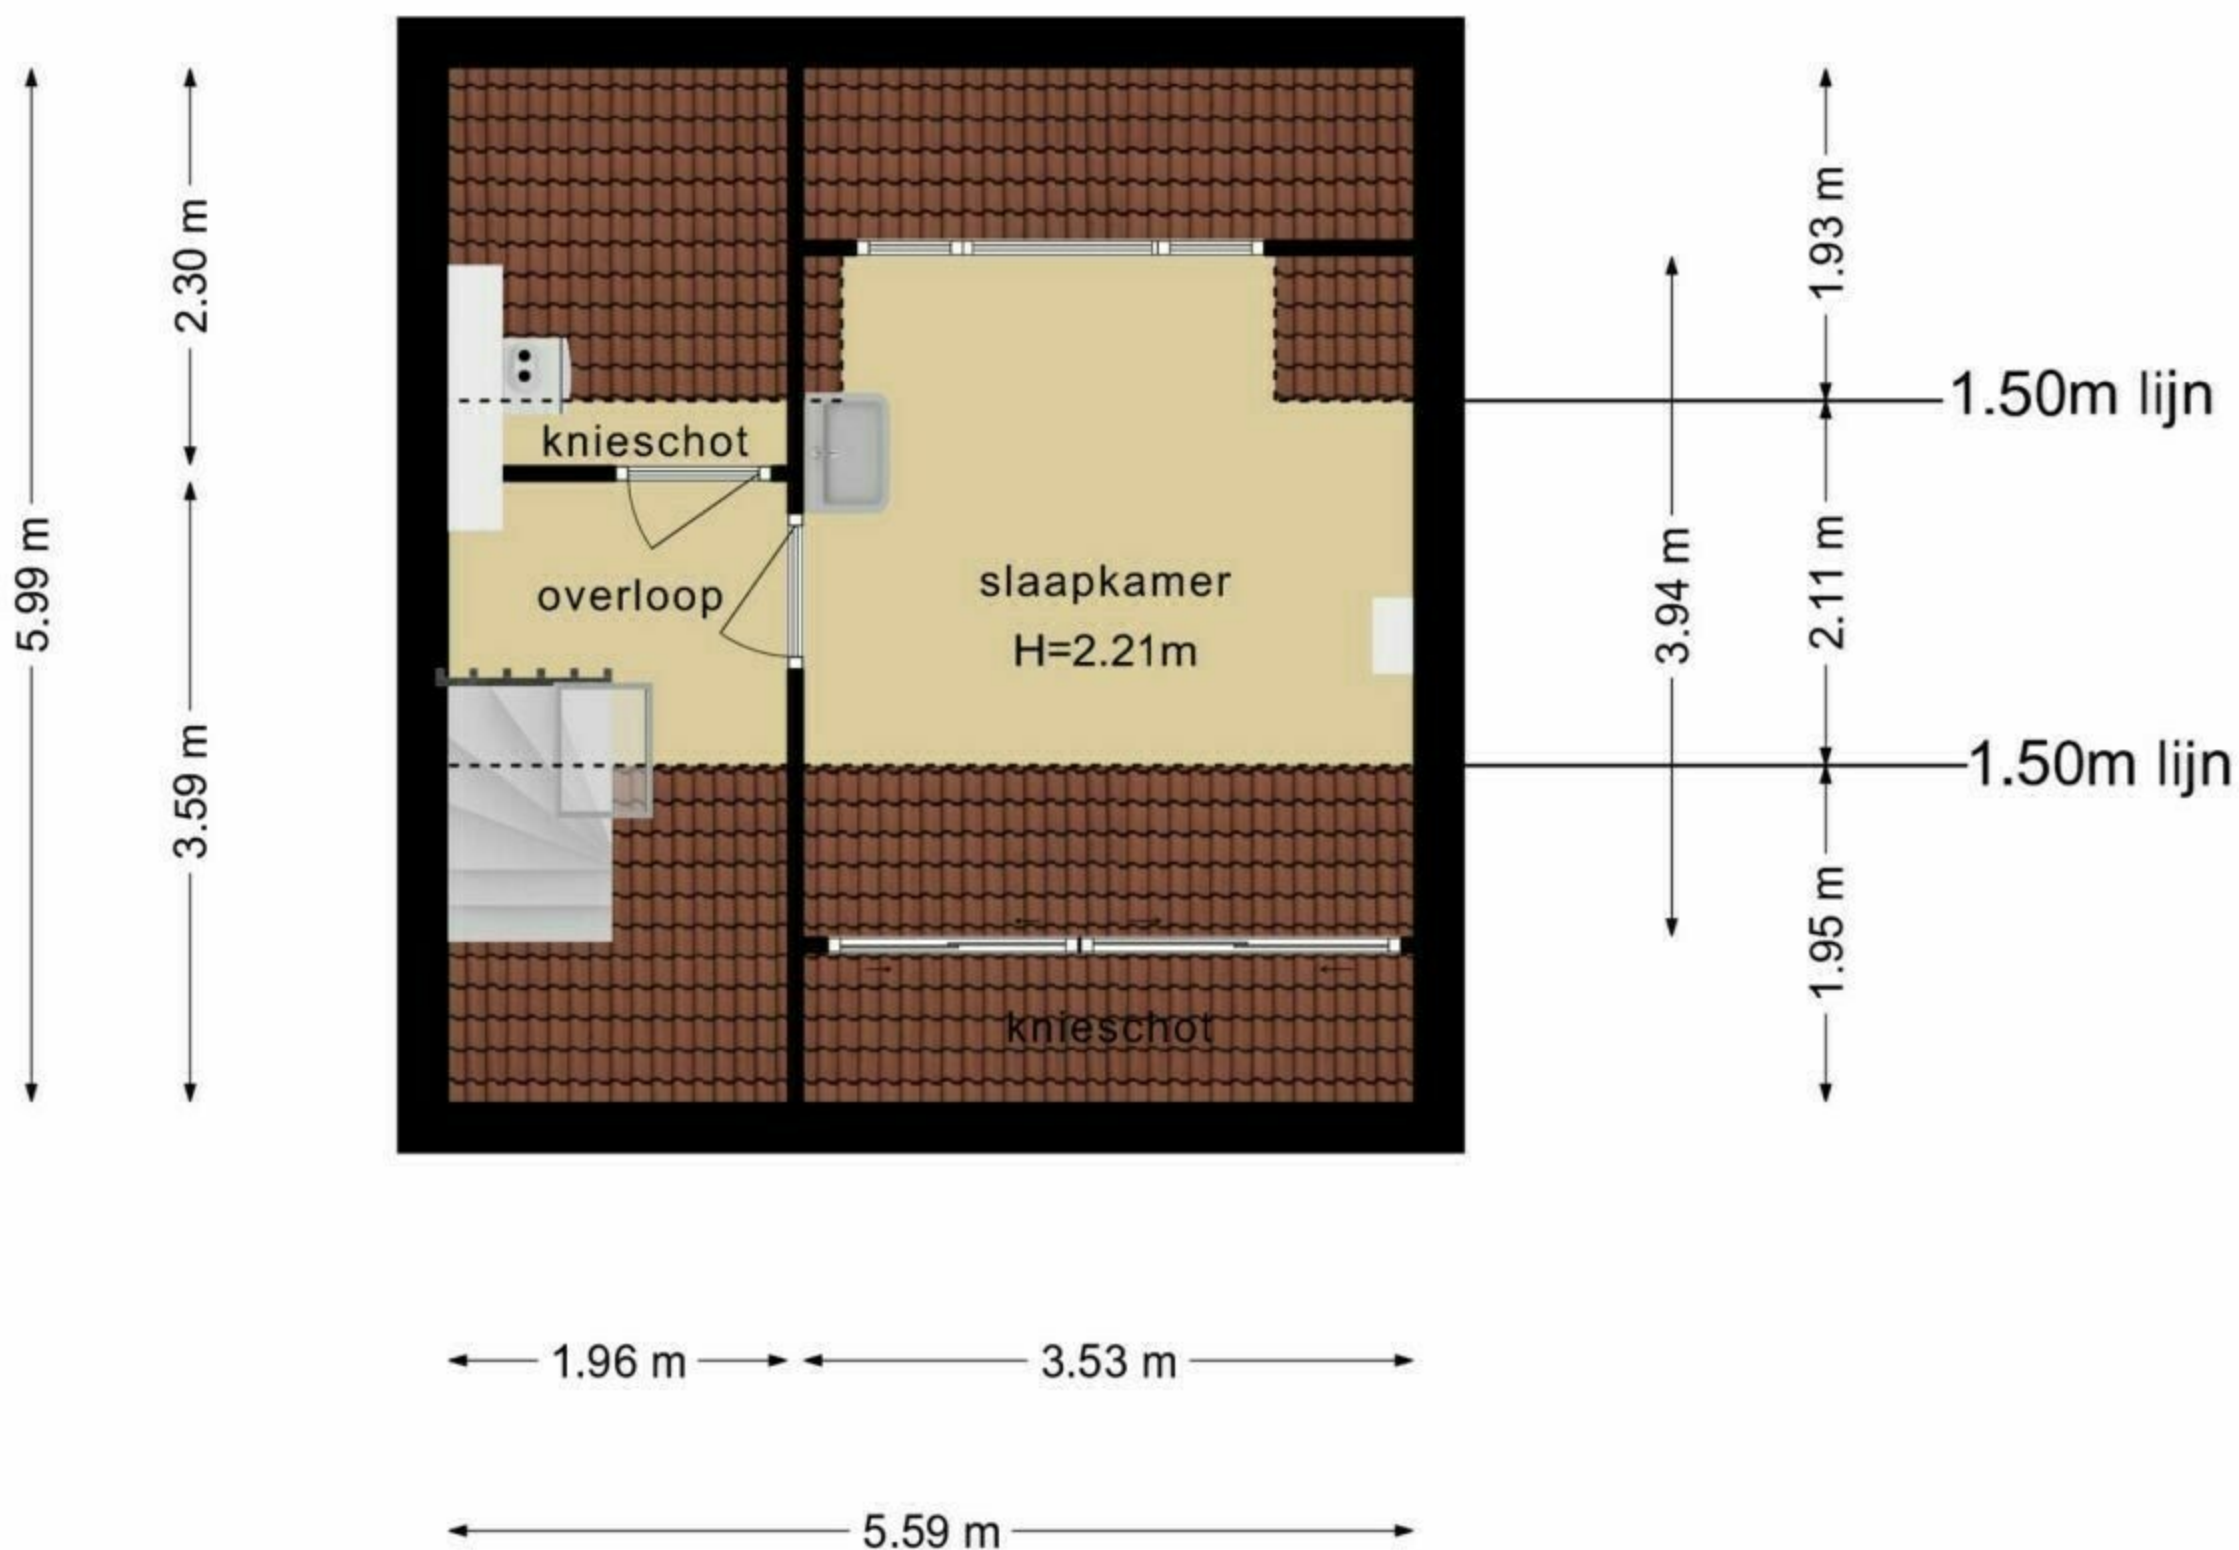 5.99 m
2.30 m
3.59 m
knieschot
overloop
slaapkamer
H=2.21m
knieschot
3.94 m
1.93 m
2.11 m
1.95 m
1.50m lijn
1.50m lijn
1.96 m
3.53 m
5.59 m